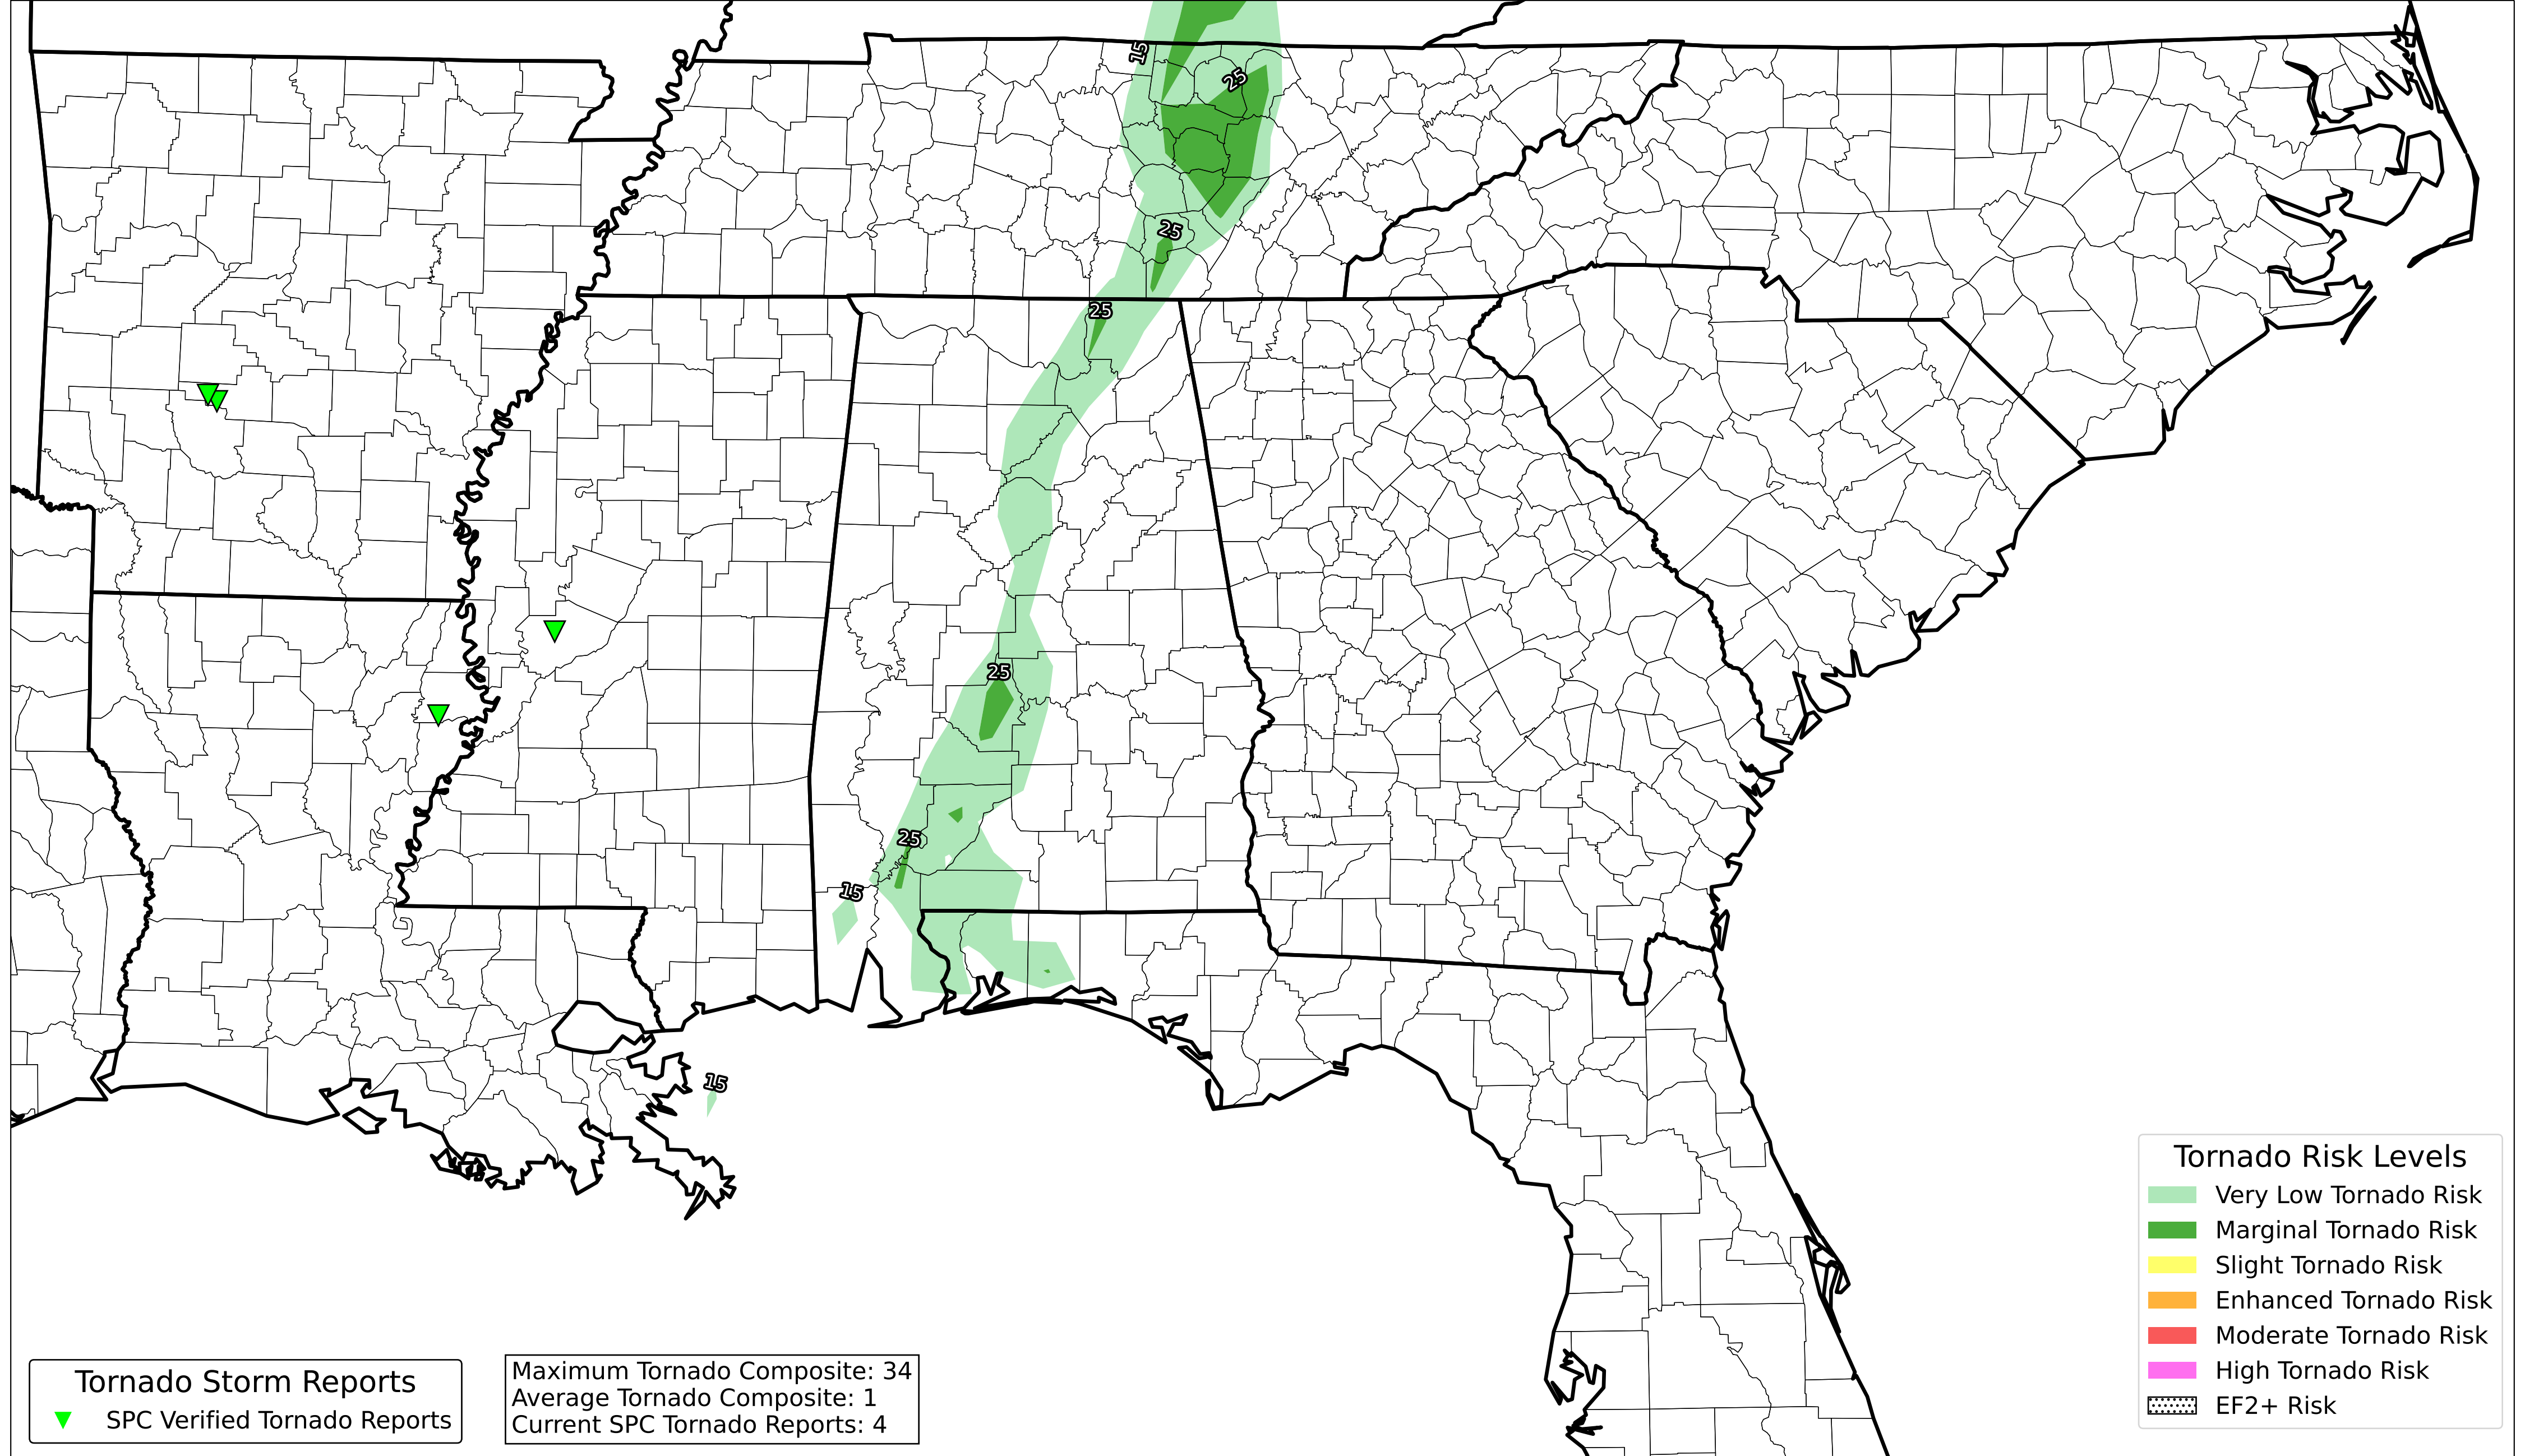 15
25
25
25
25
25
15
15
Tornado Risk Levels
Very Low Tornado Risk
Marginal Tornado Risk
Slight Tornado Risk
Enhanced Tornado Risk
Moderate Tornado Risk
High Tornado Risk
EF2+ Risk
Tornado Storm Reports
SPC Verified Tornado Reports
Maximum Tornado Composite: 34
Average Tornado Composite: 1
Current SPC Tornado Reports: 4